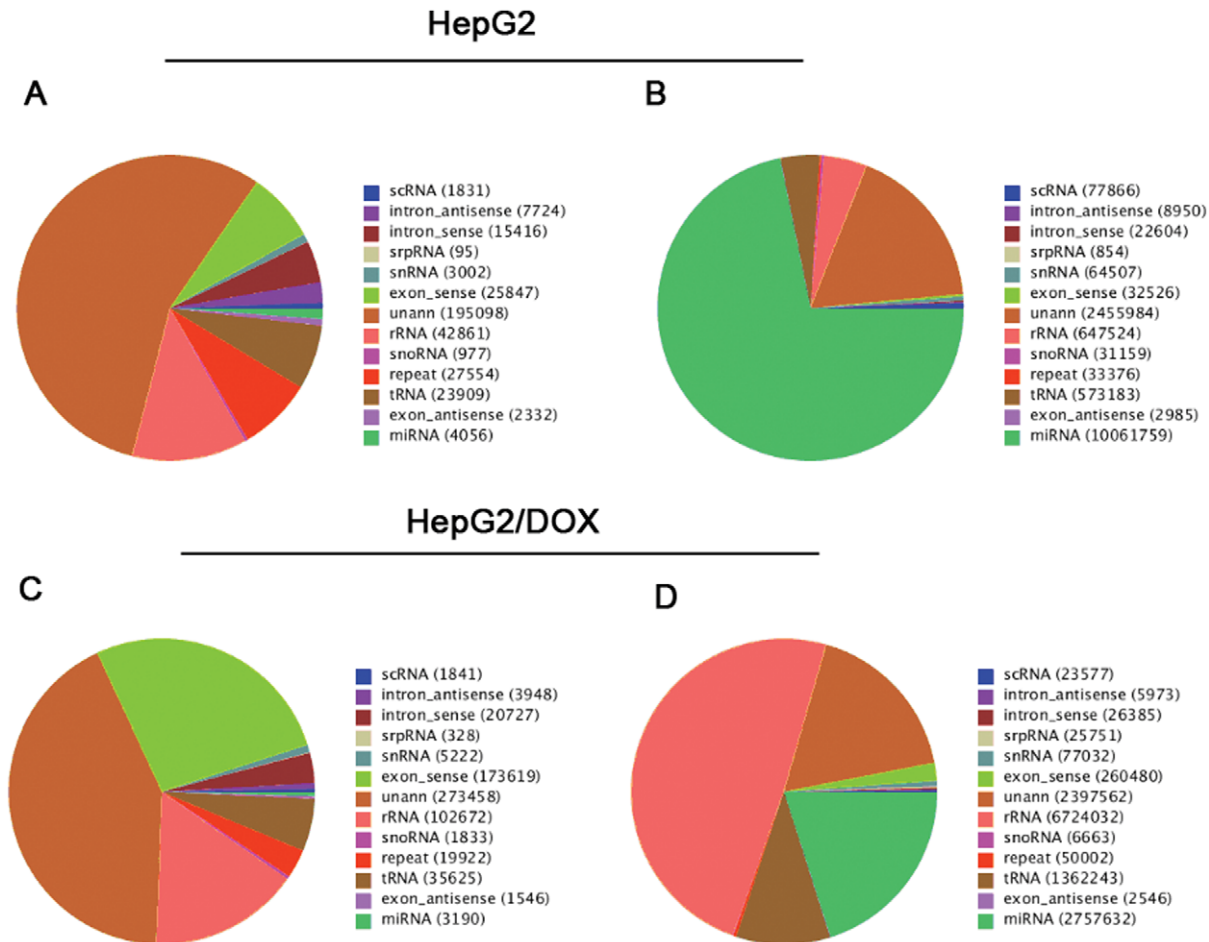 HepG2
A
scRNA (1831)
intron_antisense (7724)
intron_sense (15416)
srpRNA (95)
snRNA (3002)
exon_sense (25847)
unann (195098)
rRNA (42861)
snoRNA (977)
repeat (27554)
tRNA (23909)
exon_antisense (2332)
miRNA (4056)
B
scRNA (77866)
intron_antisense (8950)
intron_sense (22604)
srpRNA (854)
snRNA (64507)
exon_sense (32526)
unann (2455984)
rRNA (647524)
snoRNA (31159)
repeat (33376)
tRNA (573183)
exon_antisense (2985)
miRNA (10061759)
HepG2/DOX
C
scRNA (1841)
intron_antisense (3948)
intron_sense (20727)
srpRNA (328)
snRNA (5222)
exon_sense (173619)
unann (273458)
rRNA (102672)
snoRNA (1833)
repeat (19922)
tRNA (35625)
exon_antisense (1546)
miRNA (3190)
D
scRNA (23577)
intron_antisense (5973)
intron_sense (26385)
srpRNA (25751)
snRNA (77032)
exon_sense (260480)
unann (2397562)
rRNA (6724032)
snoRNA (6663)
repeat (50002)
tRNA (1362243)
exon_antisense (2546)
miRNA (2757632)